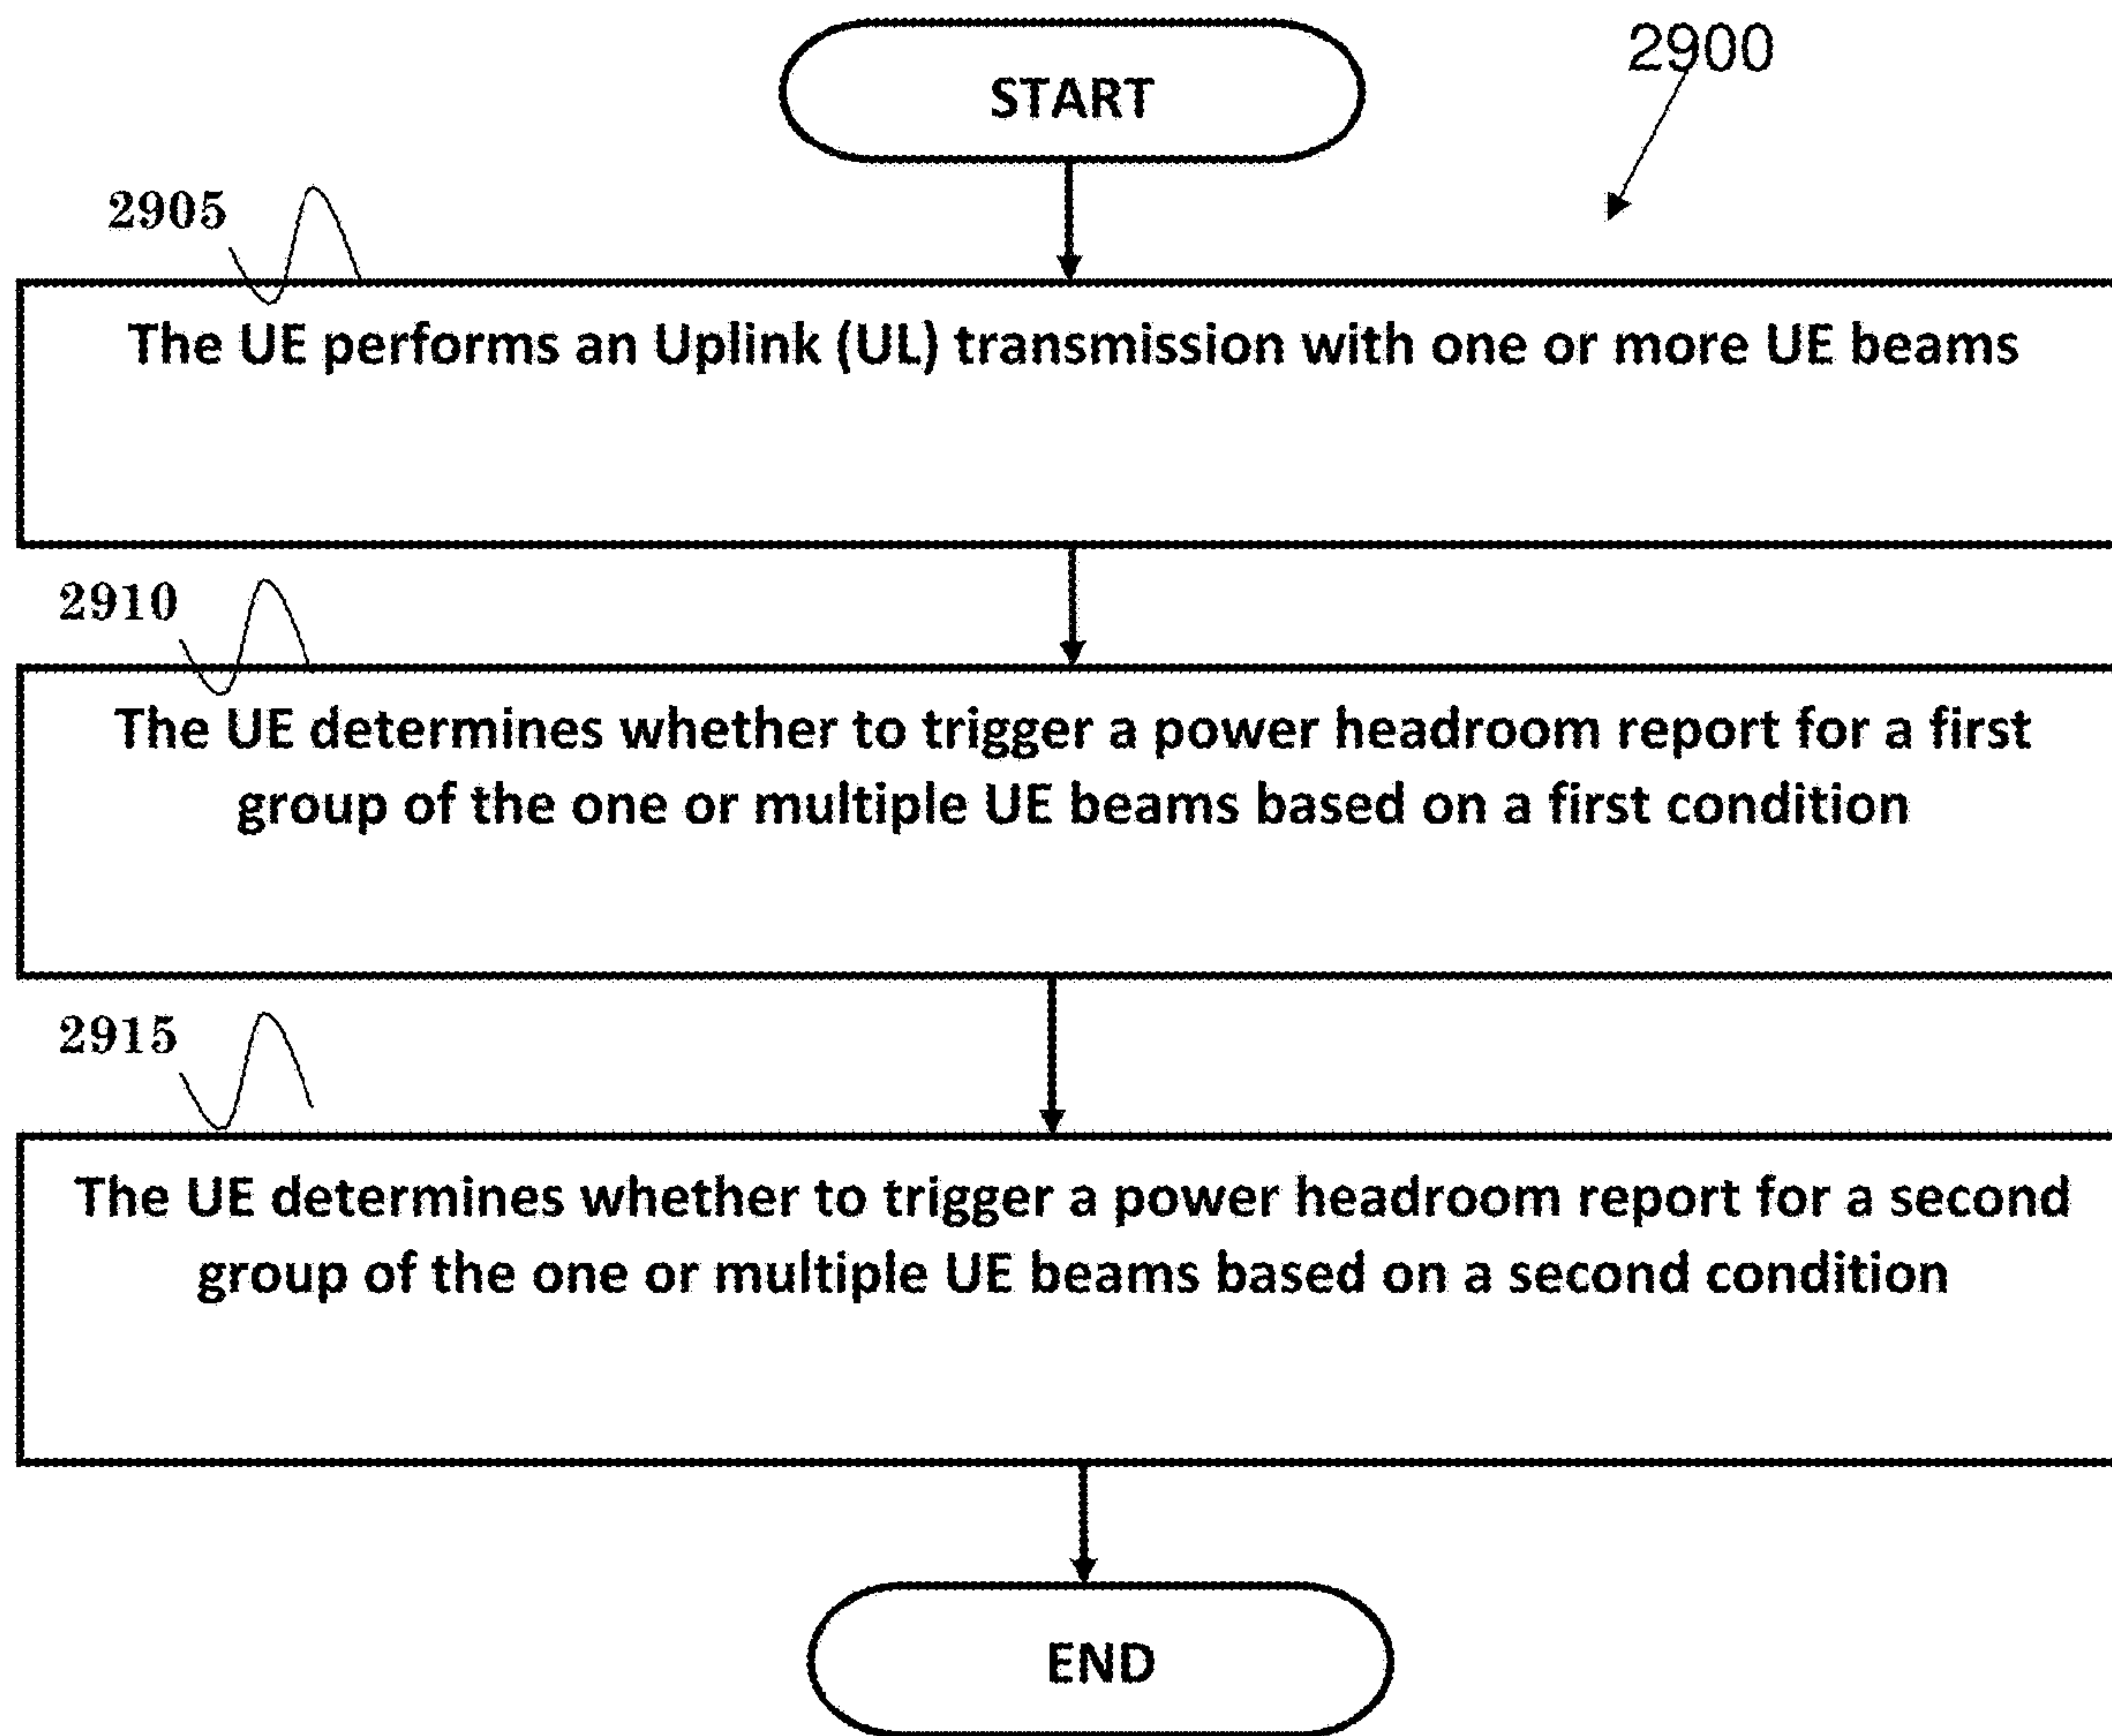 START
2900
2905
The UE performs an Uplink (UL) transmission with one or more UE beams
2910
The UE determines whether to trigger a power headroom report for a first
group of the one or multiple UE beams based on a first condition
2915
The UE determines whether to trigger a power headroom report for a second
group of the one or multiple UE beams based on a second condition
END